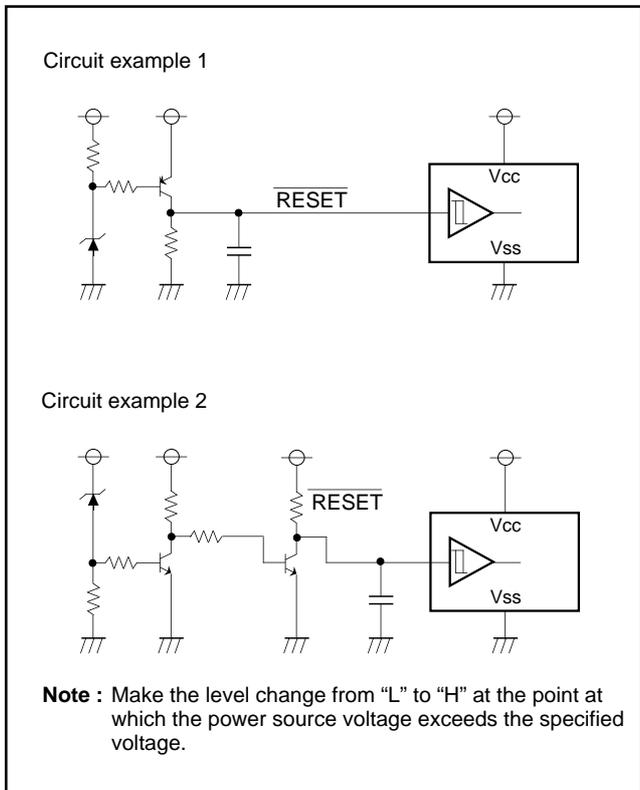 Circuit example 1
RESET
Vcc
Vss
Circuit example 2
RESET
Vcc
Vss
Note : Make the level change from “L” to “H” at the point at
which the power source voltage exceeds the specified
voltage.